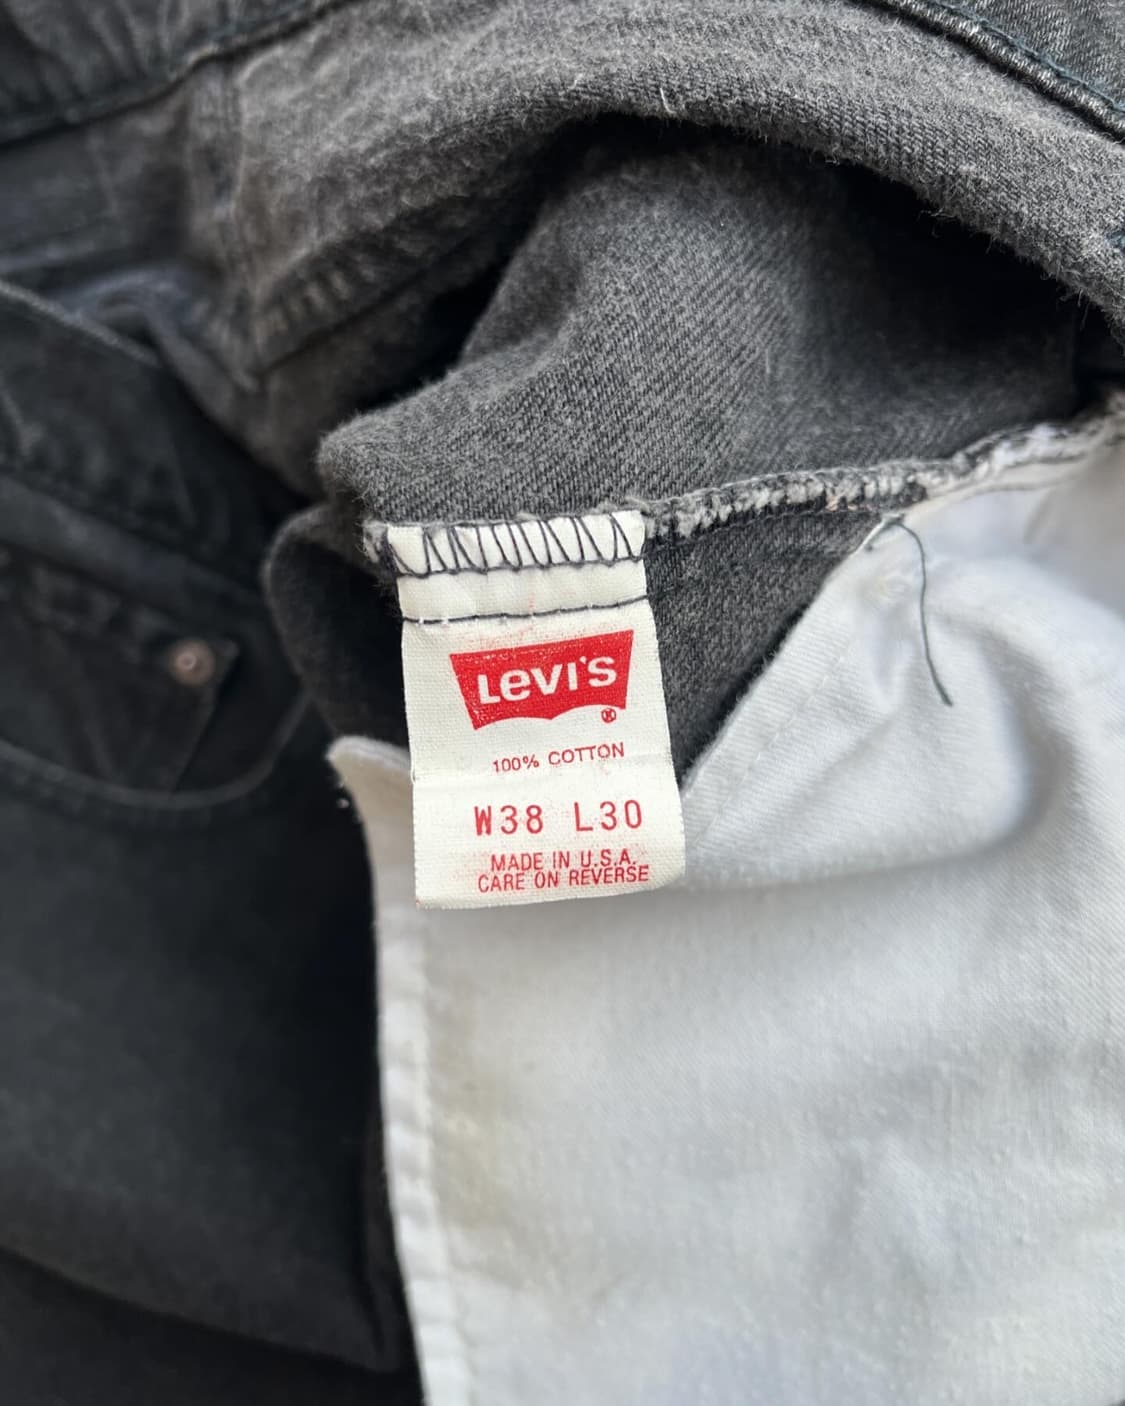 Levi's ®
100% COTTON
W38 L30
MADE IN U.S.A.
CARE ON REVERSE